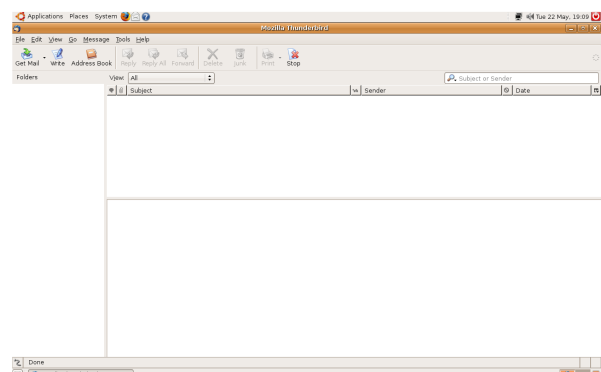 Applications Places System Tue 22 May, 19:09
Mozilla Thunderbird
File Edit View Go Message Tools Help
Get Mail Write Address Book Reply Reply All Forward Delete Junk Print Stop
Folders View: All Subject or Sender
Subject Sender Date
Done